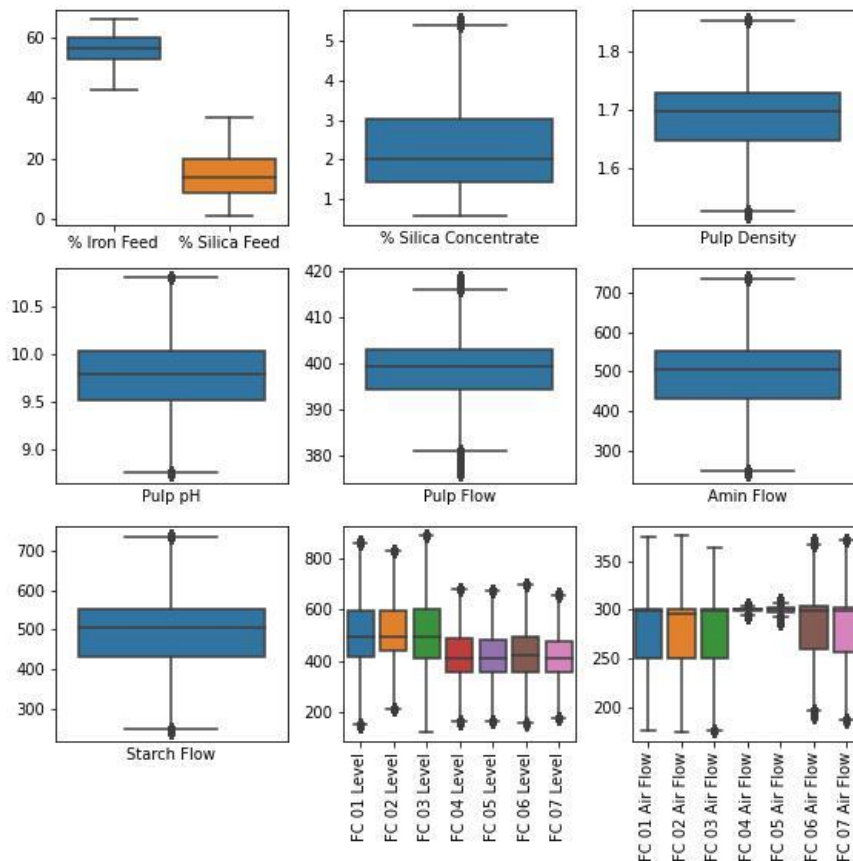 60
40
20
0
% Iron Feed % Silica Feed
5
4
3
2
1
% Silica Concentrate
1.8
1.7
1.6
Pulp Density
10.5
10.0
9.5
9.0
Pulp pH
420
410
400
390
380
Pulp Flow
700
600
500
400
300
Amin Flow
700
600
500
400
300
Starch Flow
800
600
400
200
FC 01 Level
FC 02 Level
FC 03 Level
FC 04 Level
FC 05 Level
FC 06 Level
FC 07 Level
350
300
250
200
FC 01 Air Flow
FC 02 Air Flow
FC 03 Air Flow
FC 04 Air Flow
FC 05 Air Flow
FC 06 Air Flow
FC 07 Air Flow